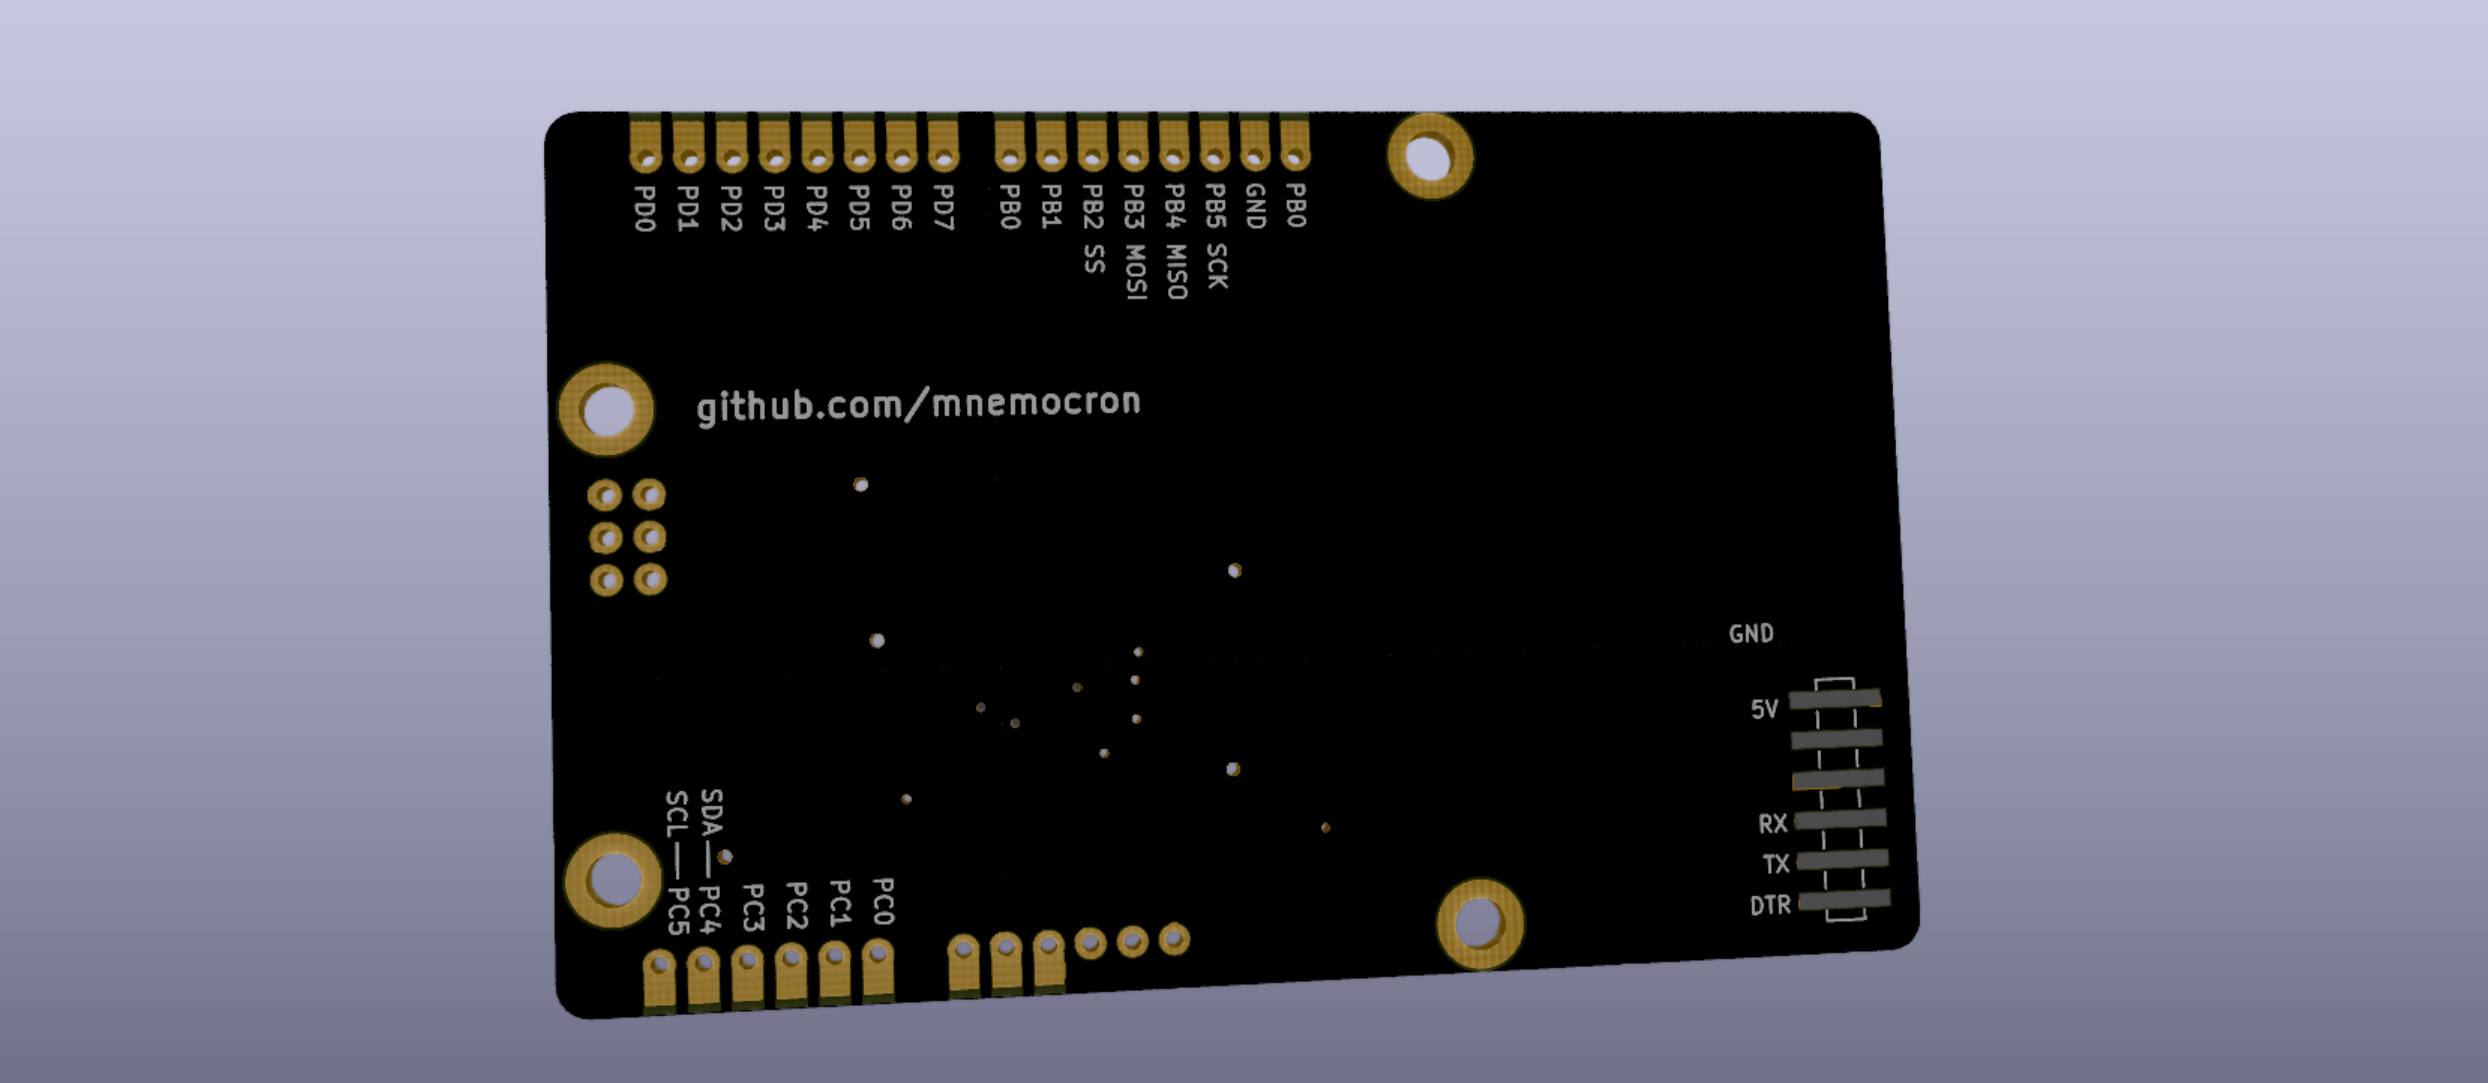 PD0
PD1
PD2
PD3
PD4
PD5
PD6
PD7
PB0
PB1
PB2 SS
PB3 MOSI
PB4 MISO
PB5 SCK
GND
PB0
github.com/mnemocron
GND
5V
RX
TX
DTR
SCL — PC5
SDA — PC4
PC3
PC2
PC1
PC0